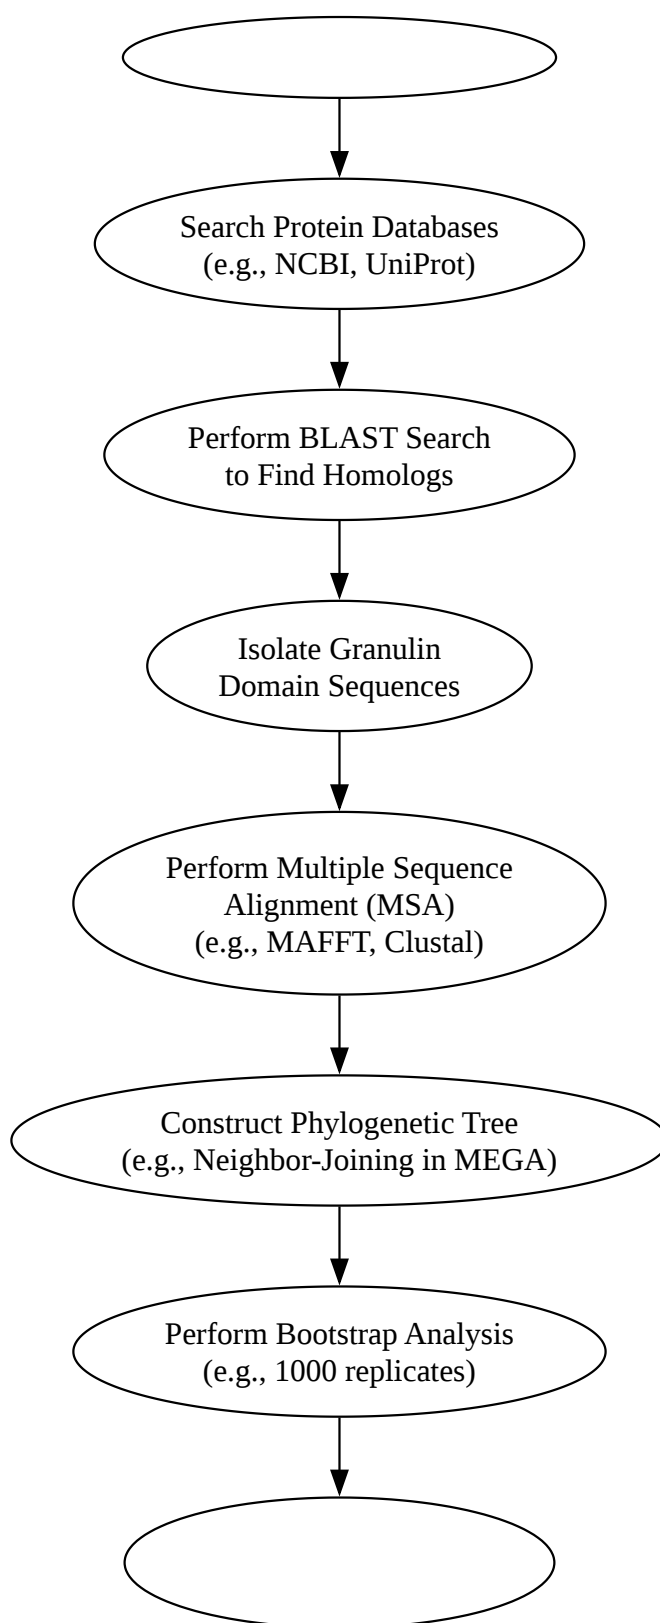 Search Protein Databases
(e.g., NCBI, UniProt)
Perform BLAST Search
to Find Homologs
Isolate Granulin
Domain Sequences
Perform Multiple Sequence
Alignment (MSA)
(e.g., MAFFT, Clustal)
Construct Phylogenetic Tree
(e.g., Neighbor-Joining in MEGA)
Perform Bootstrap Analysis
(e.g., 1000 replicates)